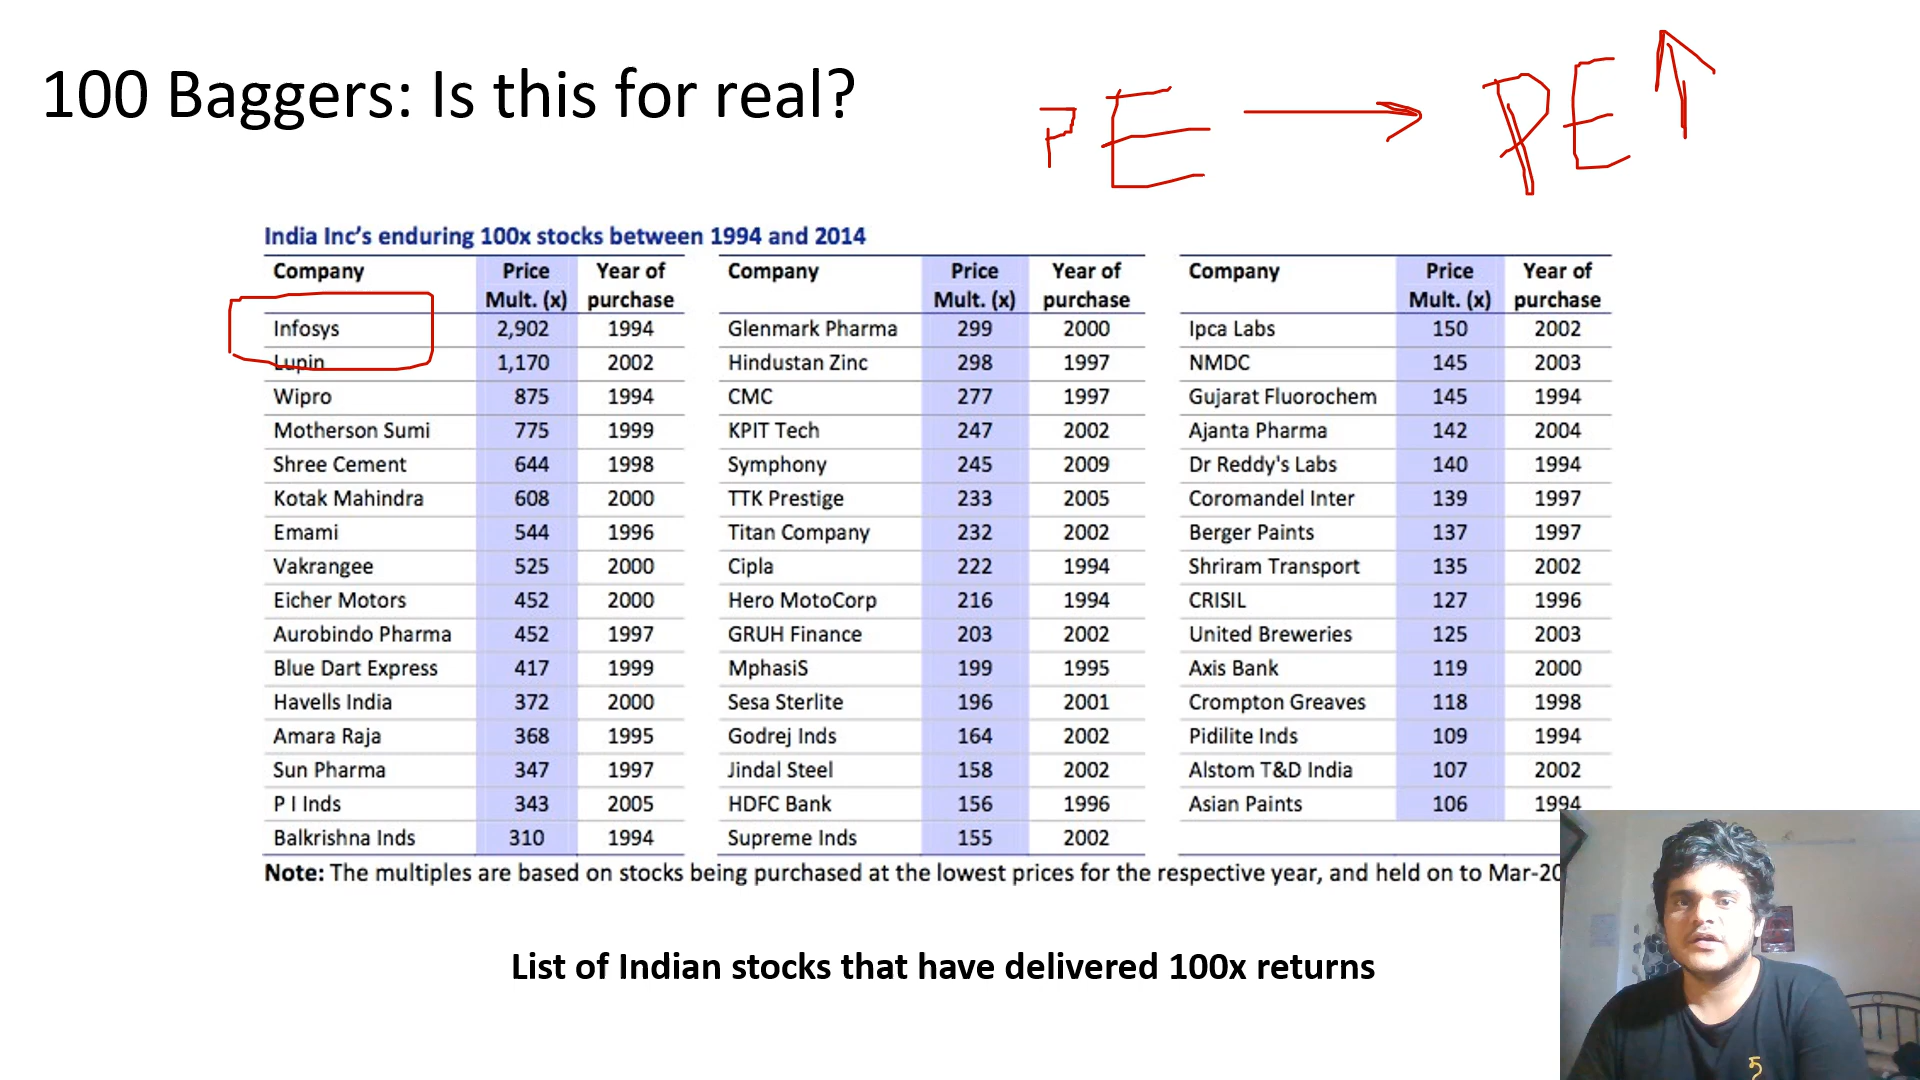 100 Baggers: Is this for real?
PE PE
India Inc's enduring 100x stocks between 1994 and 2014
Company Price Mult. (x) Year of purchase Company Price Mult. (x) Year of purchase Company Price Mult. (x) Year of purchase
Infosys 2,902 1994 Glenmark Pharma 299 2000 Ipca Labs 150 2002
Lupin 1,170 2002 Hindustan Zinc 298 1997 NMDC 145 2003
Wipro 875 1994 CMC 277 1997 Gujarat Fluorochem 145 1994
Motherson Sumi 775 1999 KPIT Tech 247 2002 Ajanta Pharma 142 2004
Shree Cement 644 1998 Symphony 245 2009 Dr Reddy's Labs 140 1994
Kotak Mahindra 608 2000 TTK Prestige 233 2005 Coromandel Inter 139 1997
Emami 544 1996 Titan Company 232 2002 Berger Paints 137 1997
Vakrangee 525 2000 Cipla 222 1994 Shriram Transport 135 2002
Eicher Motors 452 2000 Hero MotoCorp 216 1994 CRISIL 127 1996
Aurobindo Pharma 452 1997 GRUH Finance 203 2002 United Breweries 125 2003
Blue Dart Express 417 1999 MphasiS 199 1995 Axis Bank 119 2000
Havells India 372 2000 Sesa Sterlite 196 2001 Crompton Greaves 118 1998
Amara Raja 368 1995 Godrej Inds 164 2002 Pidilite Inds 109 1994
Sun Pharma 347 1997 Jindal Steel 158 2002 Alstom T&D India 107 2002
P I Inds 343 2005 HDFC Bank 156 1996 Asian Paints 106 1994
Balkrishna Inds 310 1994 Supreme Inds 155 2002
Note: The multiples are based on stocks being purchased at the lowest prices for the respective year, and held on to Mar-20
List of Indian stocks that have delivered 100x returns